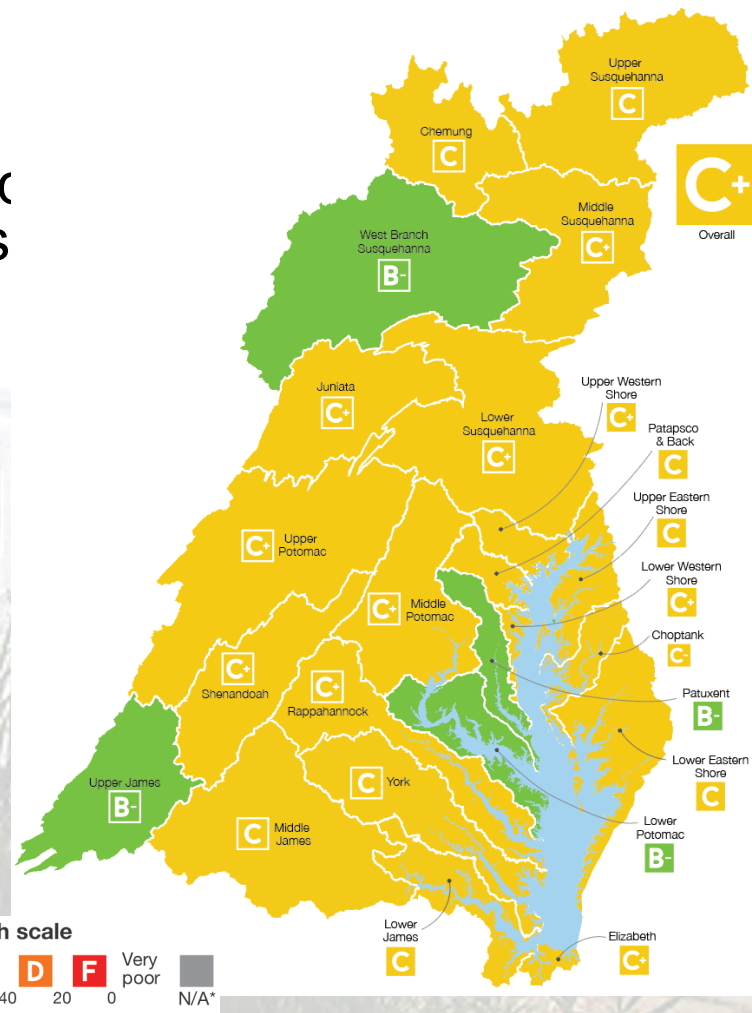 Upper
Susquehanna
C
Chemung
C
C+
Overall
Middle
Susquehanna
C+
West Branch
Susquehanna
B-
Juniata
C+
Lower
Susquehanna
C+
Upper Western
Shore
C+
Patapsco
& Back
C
Upper Eastern
Shore
C
Upper
Potomac
C+
Lower Western
Shore
C+
Middle
Potomac
C+
Choptank
C-
C+
Shenandoah
C+
Rappahannock
Patuxent
B-
Lower Eastern
Shore
C
Upper James
B-
C York
Lower
Potomac
B-
C Middle
James
Lower
James
C
Elizabeth
C+
h scale
D F Very
poor
40 20 0 N/A*